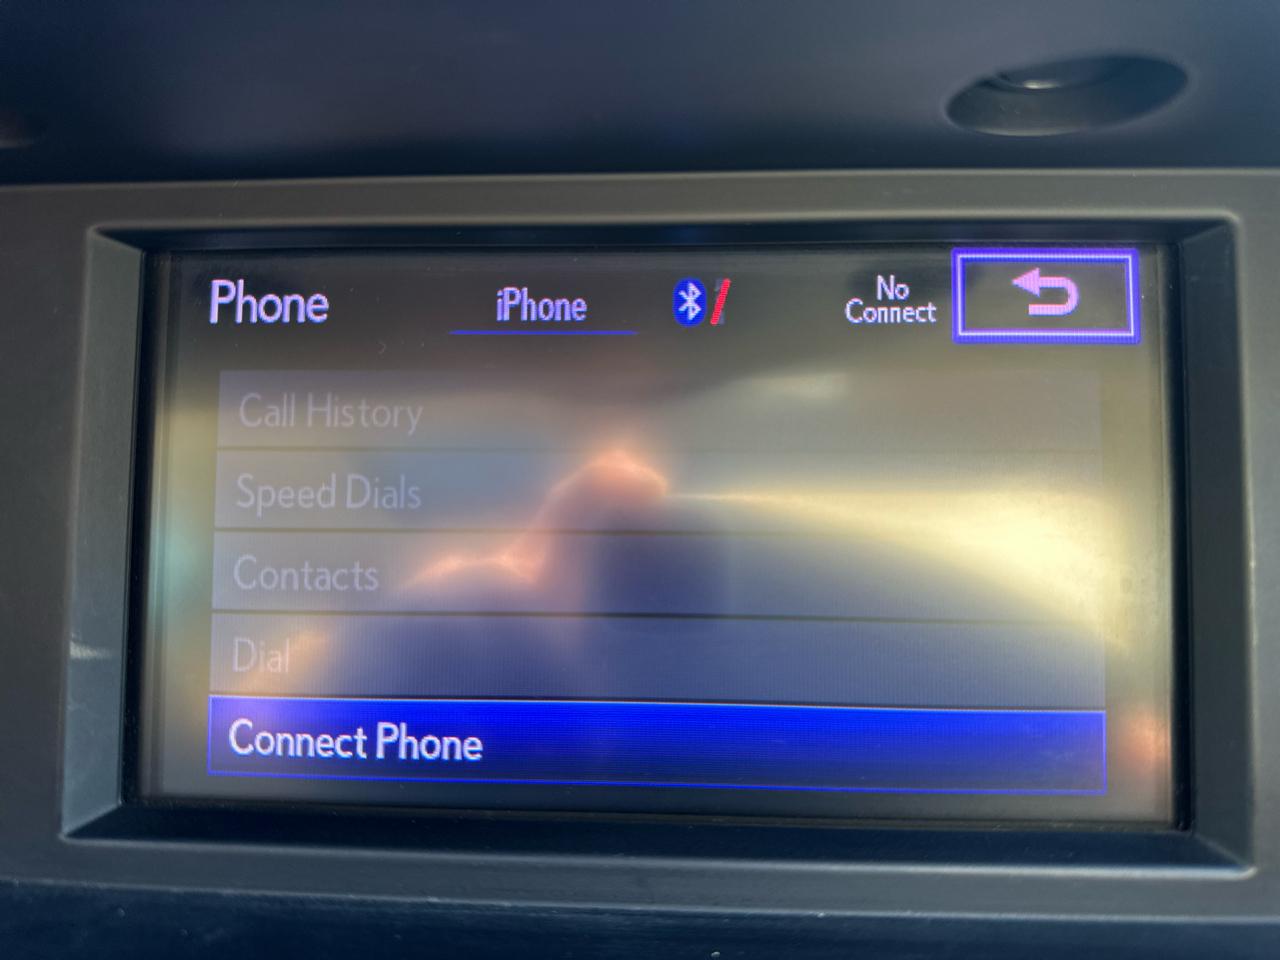 Phone
iPhone
No
Connect
Call History
Speed Dials
Contacts
Dial
Connect Phone